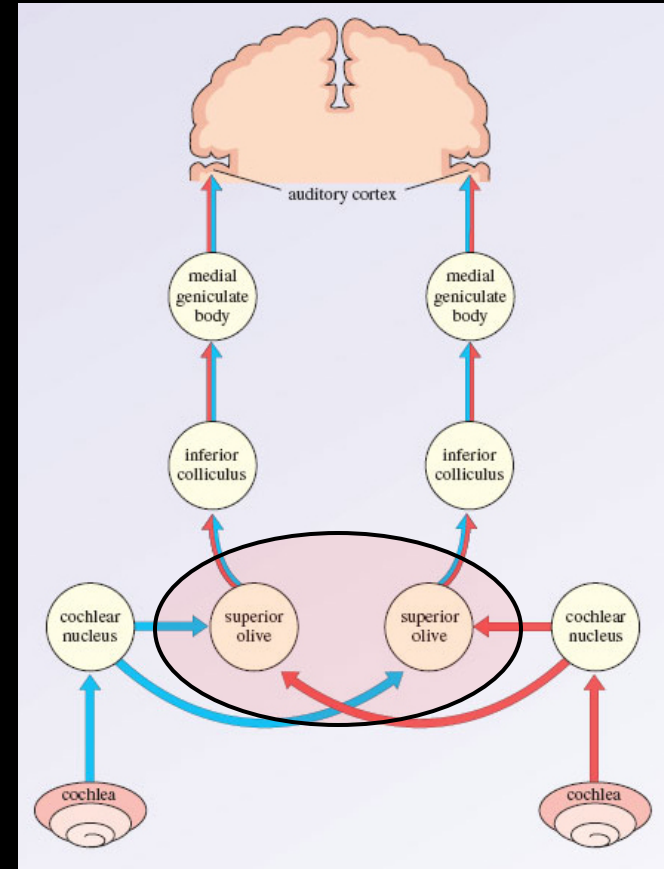 auditory cortex
medial
geniculate
body
medial
geniculate
body
inferior
colliculus
inferior
colliculus
cochlear
nucleus
superior
olive
superior
olive
cochlear
nucleus
cochlea
cochlea